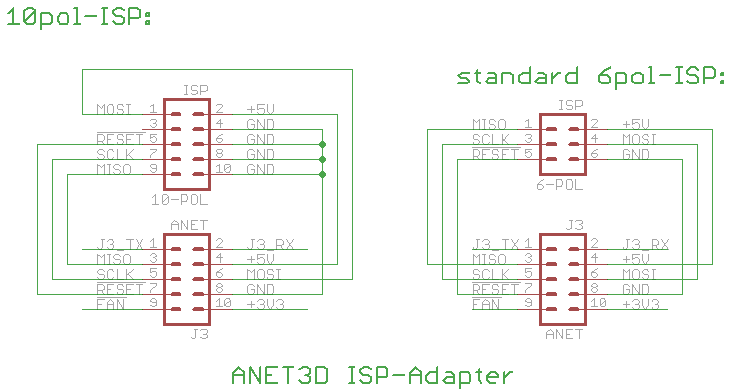 10pol-ISP:
standard 6pol-ISP:
ISP
MOSI 1 2 +5V
3 4 GND
RESET 5 6 GND
SCLK 7 8 GND
MISO 9 10 GND
10-POL
ISP
MISO 1 2 +5V
SCLK 3 4 MOSI
RESET 5 6 GND
6-POL
ANET
J3_TX 1 2 J3_RX
MISO 3 4 +5V
SCLK 5 6 MOSI
RESET 7 8 GND
FAN 9 10 +3V3
J3
J3
J3_TX 1 2 J3_RX
MISO 3 4 +5V
SCLK 5 6 MOSI
RESET 7 8 GND
FAN 9 10 +3V3
ANET
ANET3D ISP-Adapter